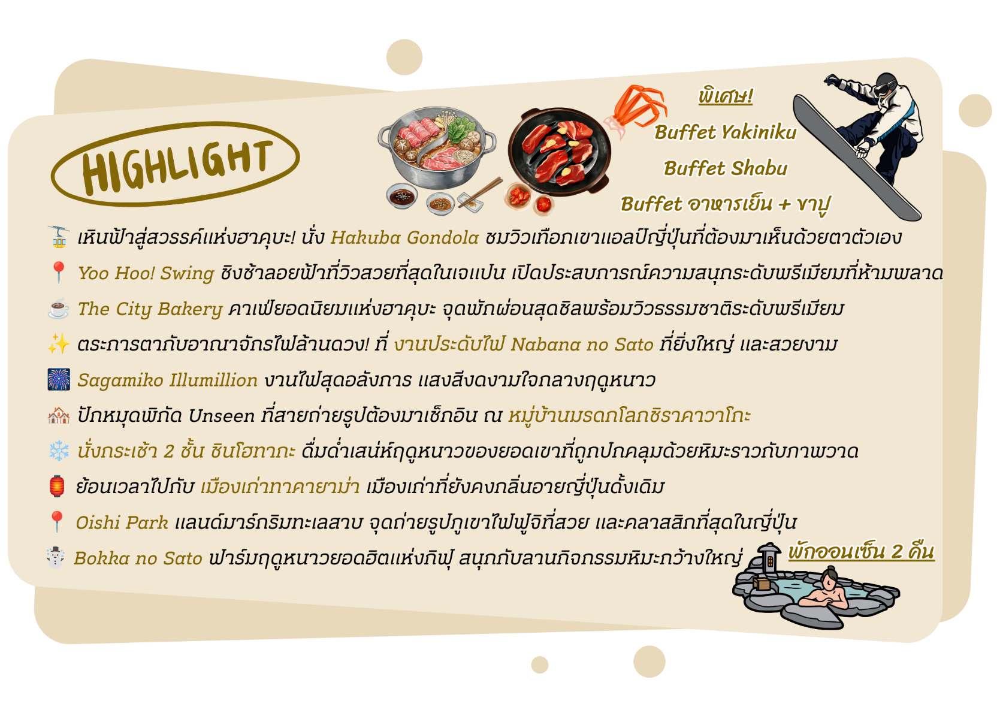 HIGHLIGHT
พิเศษ!
Buffet Yakiniku
Buffet Shabu
Buffet อาหารเย็น + ขาปู
เหินฟ้าสู่สวรรค์แห่งฮาคุบะ! นั่ง Hakuba Gondola ชมวิวเทือกเขาแอลป์ญี่ปุ่นที่ต้องมาเห็นด้วยตาตัวเอง
Yoo Hoo! Swing ชิงช้าลอยฟ้าที่วิวสวยที่สุดในเจแปน เปิดประสบการณ์ความสนุกระดับพรีเมียมที่ห้ามพลาด
The City Bakery คาเฟ่ยอดนิยมแห่งฮาคุบะ จุดพักผ่อนสุดชิลพร้อมวิวธรรมชาติระดับพรีเมียม
ตระการตากับอาณาจักรไฟล้านดวง! ที่ งานประดับไฟ Nabana no Sato ที่ยิ่งใหญ่ และสวยงาม
Sagamiko Illumillion งานไฟสุดอลังการ แสงสีงดงามใจกลางฤดูหนาว
ปักหมุดพิกัด Unseen ที่สายถ่ายรูปต้องมาเช็กอิน ณ หมู่บ้านมรดกโลกชิราคาวาโกะ
นั่งกระเช้า 2 ชั้น ชินโฮทากะ ดื่มด่ำเสน่ห์ฤดูหนาวของยอดเขาที่ถูกปกคลุมด้วยหิมะราวกับภาพวาด
ย้อนเวลาไปกับ เมืองเก่าทาคายาม่า เมืองเก่าที่ยังคงกลิ่นอายญี่ปุ่นดั้งเดิม
Oishi Park แลนด์มาร์กริมทะเลสาบ จุดถ่ายรูปภูเขาไฟฟูจิที่สวย และคลาสสิกที่สุดในญี่ปุ่น
Bokka no Sato ฟาร์มฤดูหนาวยอดฮิตแห่งกิฟุ สนุกกับลานกิจกรรมหิมะกว้างใหญ่
พักออนเซ็น 2 คืน